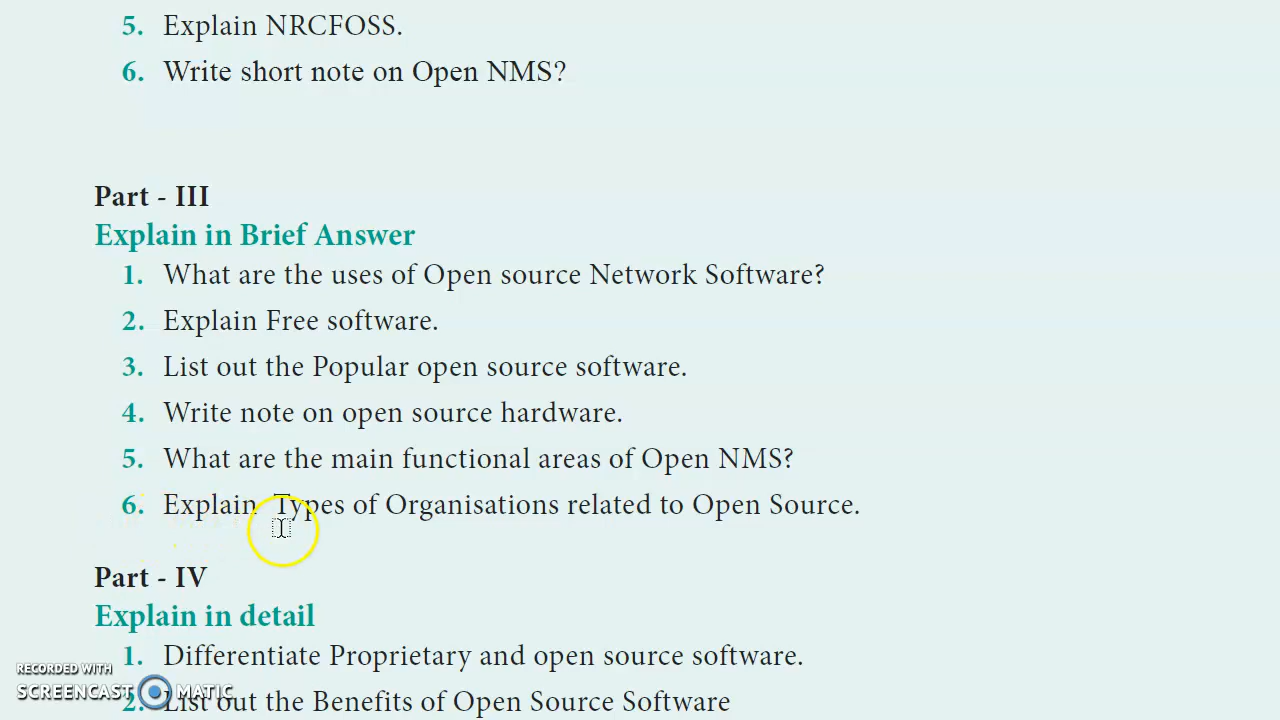 5. Explain NRCFOSS.
6. Write short note on Open NMS?
Part - III
Explain in Brief Answer
1. What are the uses of Open source Network Software?
2. Explain Free software.
3. List out the Popular open source software.
4. Write note on open source hardware.
5. What are the main functional areas of Open NMS?
6. Explain Types of Organisations related to Open Source.
Part - IV
Explain in detail
1. Differentiate Proprietary and open source software.
2. List out the Benefits of Open Source Software
RECORDED WITH
SCREENCAST MATIC